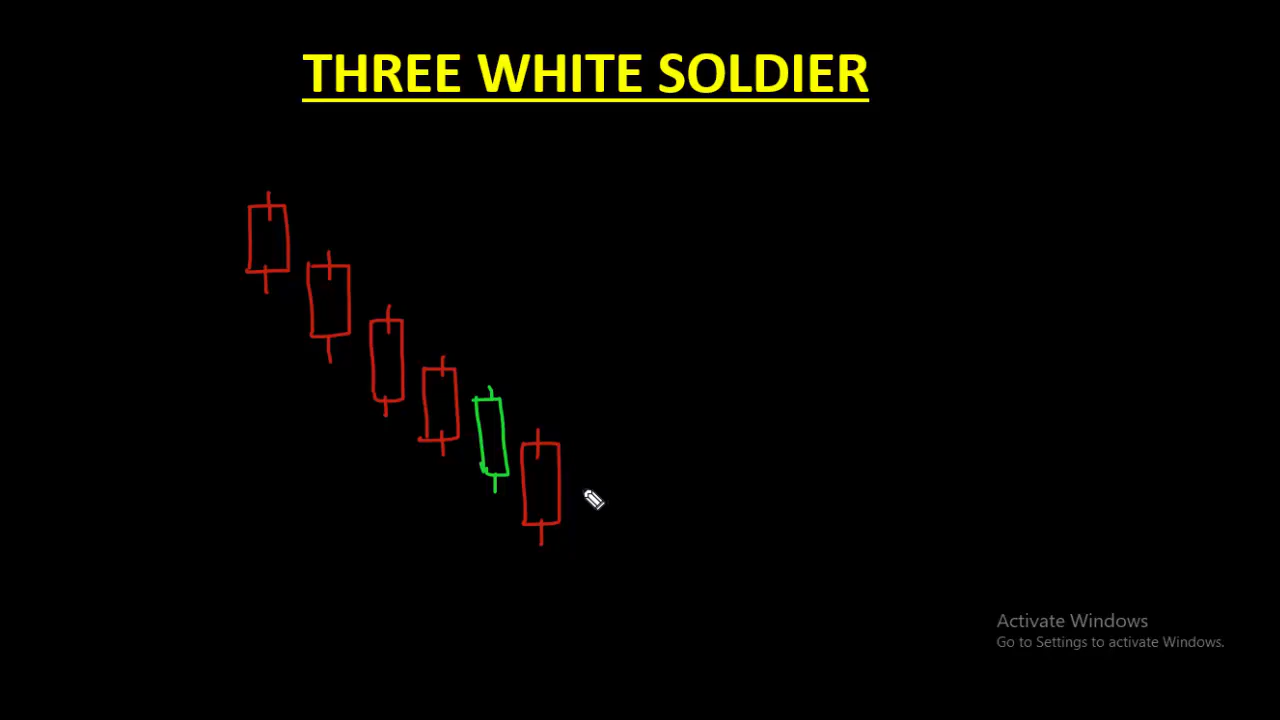 THREE WHITE SOLDIER
Activate Windows
Go to Settings to activate Windows.